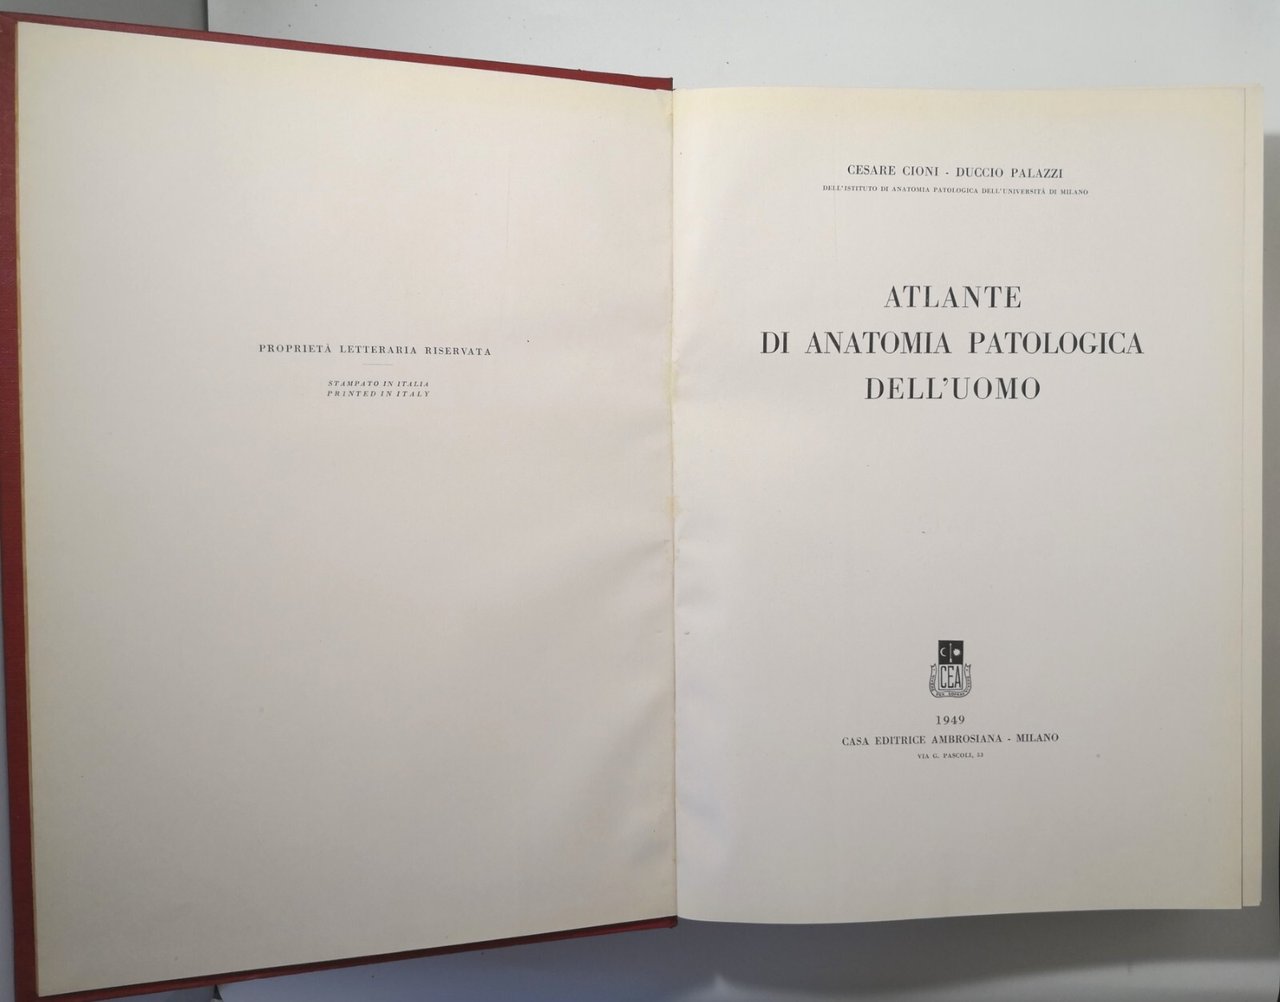 PROPRIETÀ LETTERARIA RISERVATA
STAMPATO IN ITALIA
PRINTED IN ITALY
CESARE CIONI - DUCCIO PALAZZI
DELL'ISTITUTO DI ANATOMIA PATOLOGICA DELL'UNIVERSITÀ DI MILANO
ATLANTE
DI ANATOMIA PATOLOGICA
DELL'UOMO
CEA
1949
CASA EDITRICE AMBROSIANA - MILANO
VIA G. PASCOLI, 53